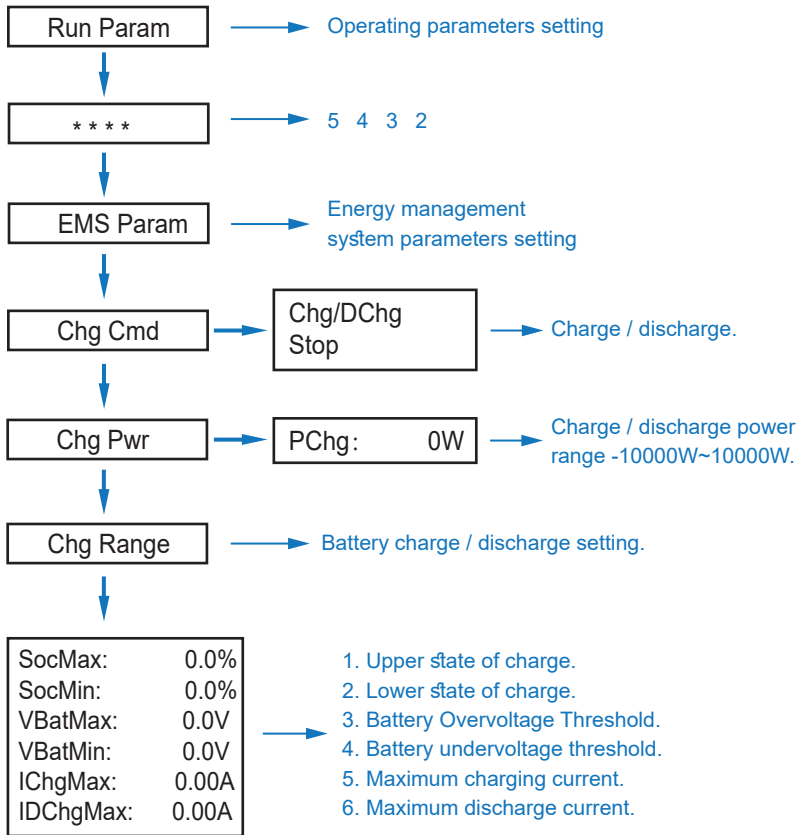 Run Param
Operating parameters setting
* * * *
5 4 3 2
EMS Param
Energy management
system parameters setting
Chg Cmd
Chg/DChg
Stop
Charge / discharge.
Chg Pwr
PChg: 0W
Charge / discharge power
range -10000W~10000W.
Chg Range
Battery charge / discharge setting.
SocMax: 0.0%
SocMin: 0.0%
VBatMax: 0.0V
VBatMin: 0.0V
IChgMax: 0.00A
IDChgMax: 0.00A
1. Upper state of charge.
2. Lower state of charge.
3. Battery Overvoltage Threshold.
4. Battery undervoltage threshold.
5. Maximum charging current.
6. Maximum discharge current.